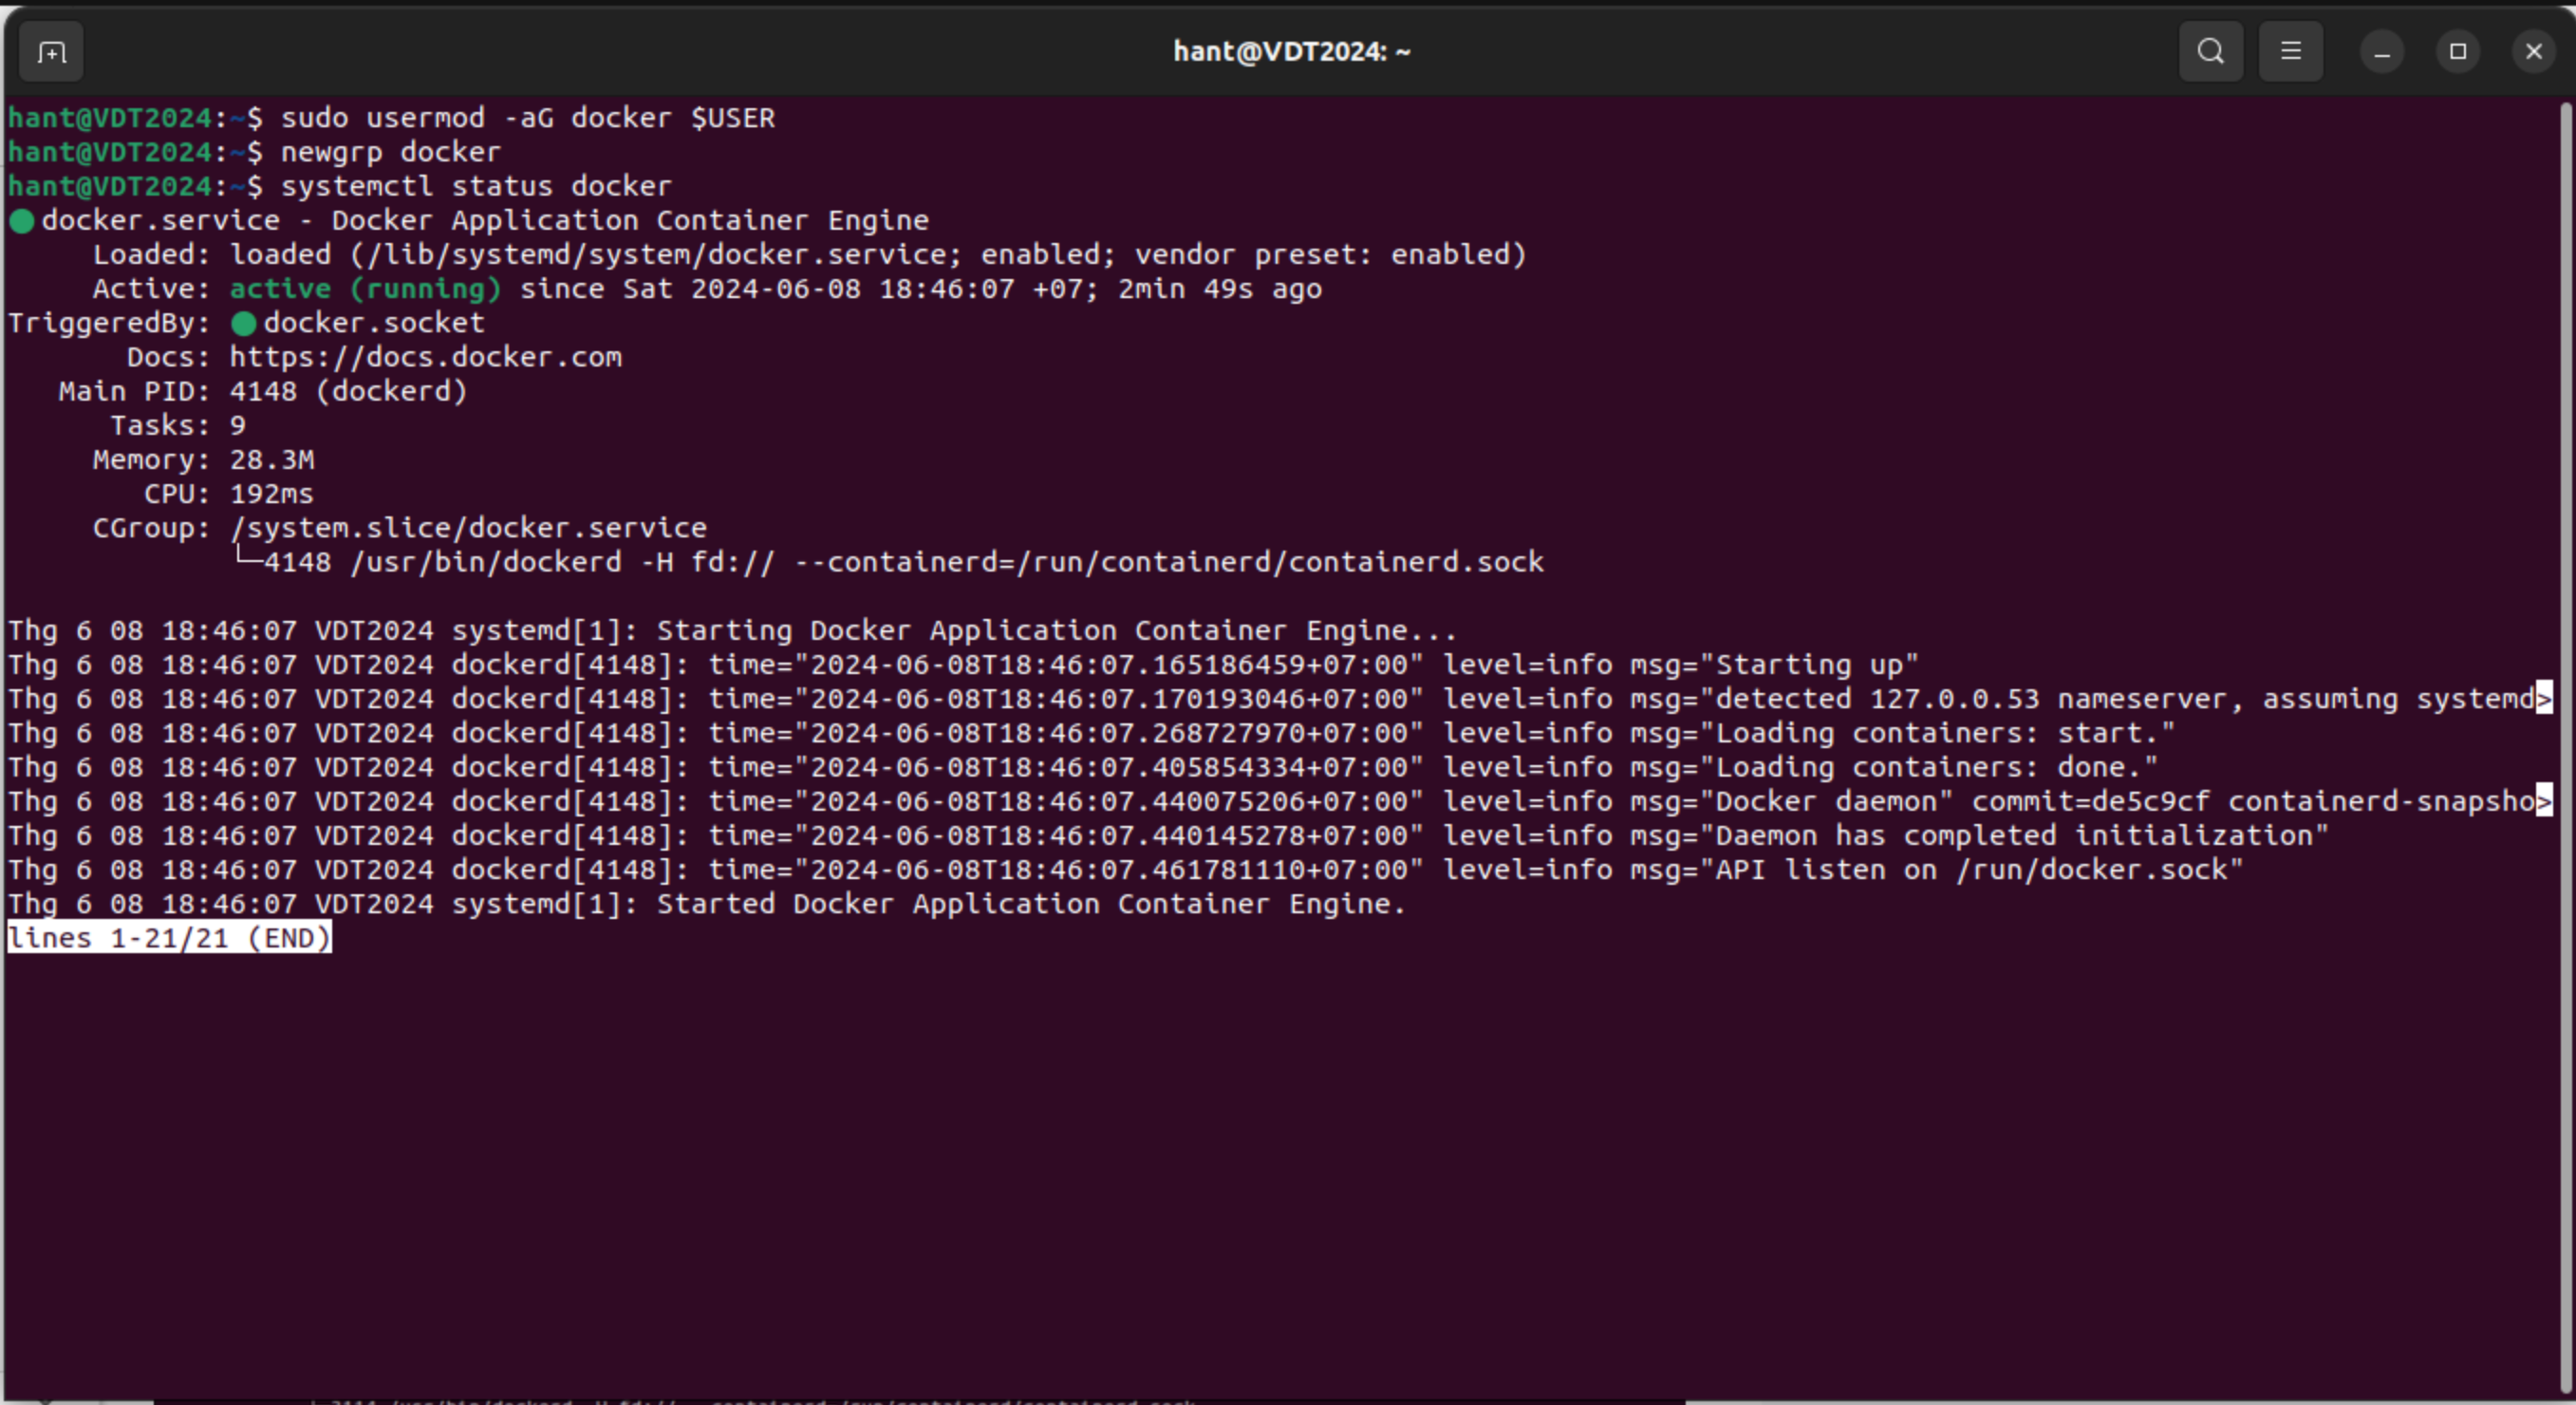 hant@VDT2024: ~
hant@VDT2024:~$ sudo usermod -aG docker $USER
hant@VDT2024:~$ newgrp docker
hant@VDT2024:~$ systemctl status docker
● docker.service - Docker Application Container Engine
     Loaded: loaded (/lib/systemd/system/docker.service; enabled; vendor preset: enabled)
     Active: active (running) since Sat 2024-06-08 18:46:07 +07; 2min 49s ago
TriggeredBy: ● docker.socket
       Docs: https://docs.docker.com
   Main PID: 4148 (dockerd)
      Tasks: 9
     Memory: 28.3M
        CPU: 192ms
     CGroup: /system.slice/docker.service
             └─4148 /usr/bin/dockerd -H fd:// --containerd=/run/containerd/containerd.sock
Thg 6 08 18:46:07 VDT2024 systemd[1]: Starting Docker Application Container Engine...
Thg 6 08 18:46:07 VDT2024 dockerd[4148]: time="2024-06-08T18:46:07.165186459+07:00" level=info msg="Starting up"
Thg 6 08 18:46:07 VDT2024 dockerd[4148]: time="2024-06-08T18:46:07.170193046+07:00" level=info msg="detected 127.0.0.53 nameserver, assuming systemd>
Thg 6 08 18:46:07 VDT2024 dockerd[4148]: time="2024-06-08T18:46:07.268727970+07:00" level=info msg="Loading containers: start."
Thg 6 08 18:46:07 VDT2024 dockerd[4148]: time="2024-06-08T18:46:07.405854334+07:00" level=info msg="Loading containers: done."
Thg 6 08 18:46:07 VDT2024 dockerd[4148]: time="2024-06-08T18:46:07.440075206+07:00" level=info msg="Docker daemon" commit=de5c9cf containerd-snapsho>
Thg 6 08 18:46:07 VDT2024 dockerd[4148]: time="2024-06-08T18:46:07.440145278+07:00" level=info msg="Daemon has completed initialization"
Thg 6 08 18:46:07 VDT2024 dockerd[4148]: time="2024-06-08T18:46:07.461781110+07:00" level=info msg="API listen on /run/docker.sock"
Thg 6 08 18:46:07 VDT2024 systemd[1]: Started Docker Application Container Engine.
lines 1-21/21 (END)